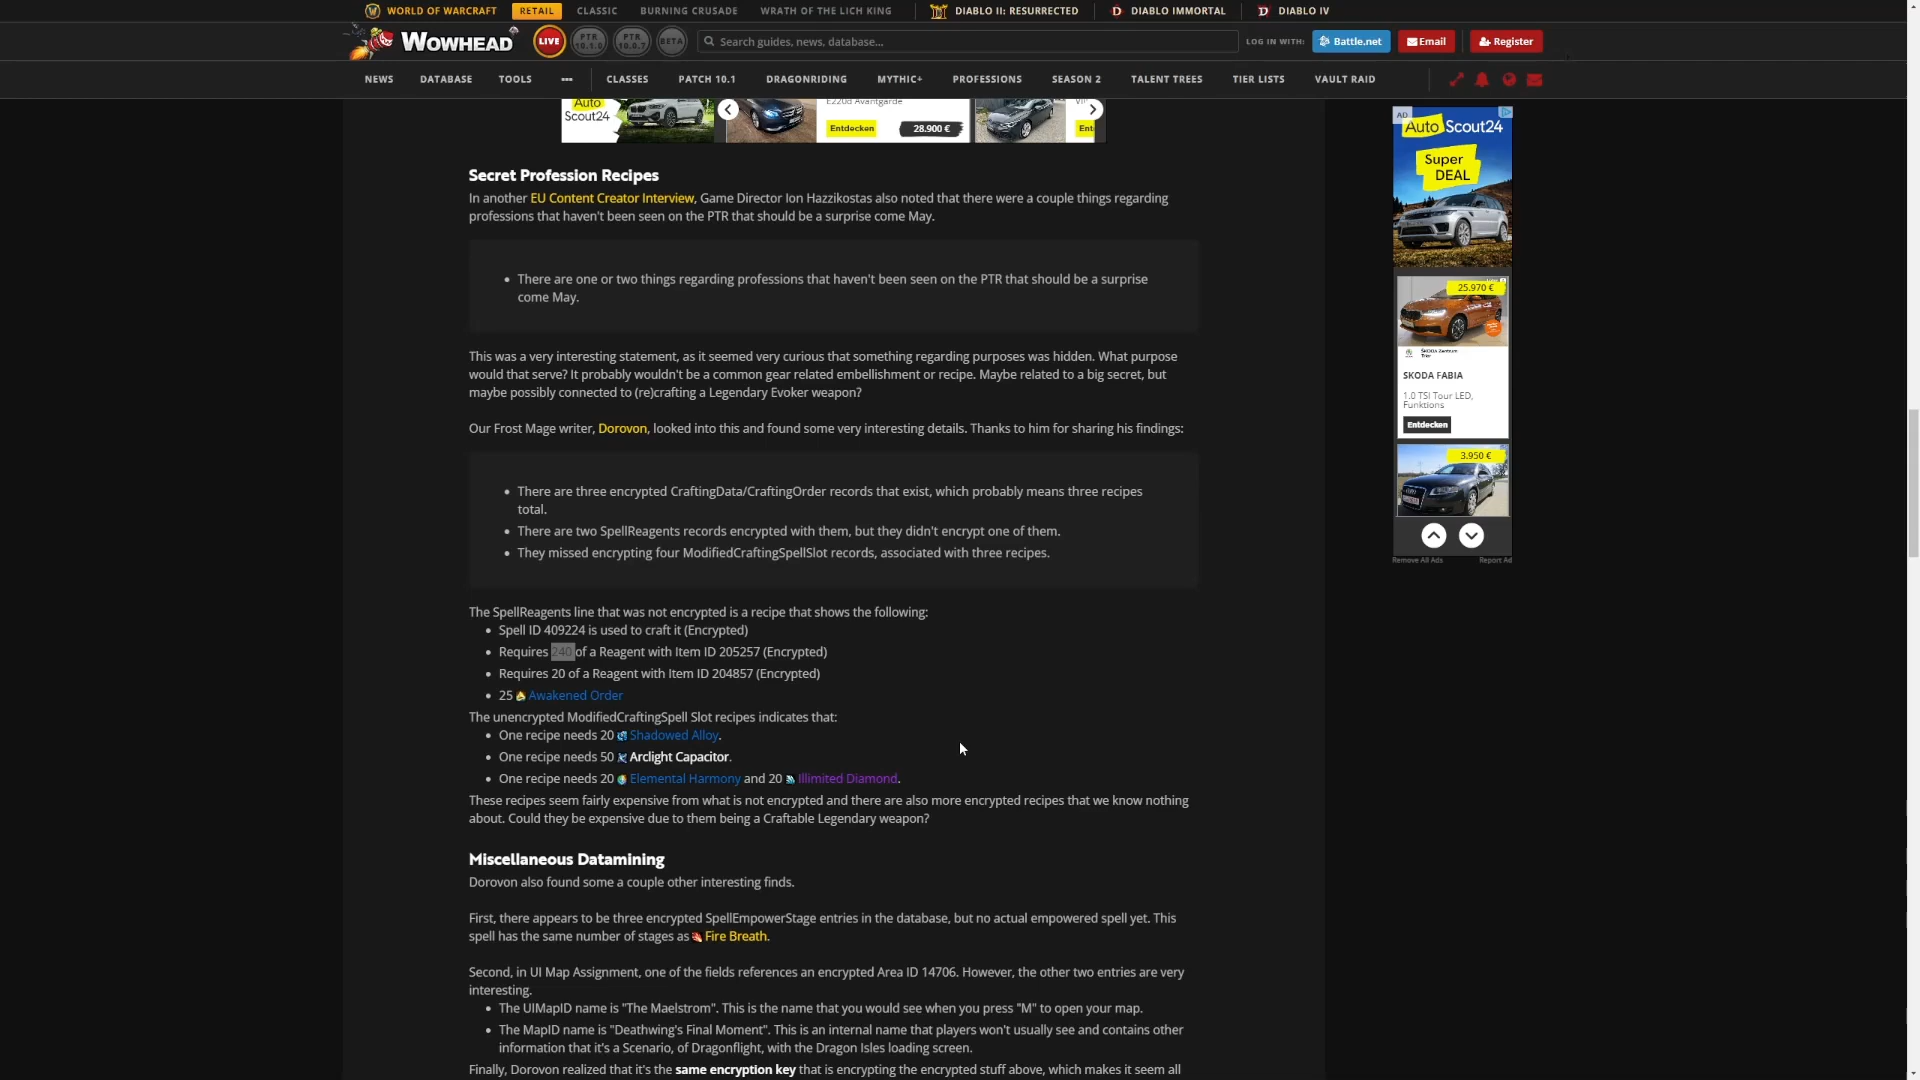 WORLD OF WARCRAFT RETAIL CLASSIC BURNING CRUSADE WRATH OF THE LICH KING DIABLO II: RESURRECTED DIABLO IMMORTAL DIABLO IV
WOWHEAD LIVE PTR 10.1.0 PTR 10.0.7 BETA Search guides, news, database... LOG IN WITH: Battle.net Email Register
NEWS DATABASE TOOLS ••• CLASSES PATCH 10.1 DRAGONRIDING MYTHIC+ PROFESSIONS SEASON 2 TALENT TREES TIER LISTS VAULT RAID
Auto
Scout24
E220d Avantgarde
Entdecken 28.900 €
Secret Profession Recipes
In another EU Content Creator Interview, Game Director Ion Hazzikostas also noted that there were a couple things regarding
professions that haven't been seen on the PTR that should be a surprise come May.
• There are one or two things regarding professions that haven't been seen on the PTR that should be a surprise
come May.
This was a very interesting statement, as it seemed very curious that something regarding purposes was hidden. What purpose
would that serve? It probably wouldn't be a common gear related embellishment or recipe. Maybe related to a big secret, but
maybe possibly connected to (re)crafting a Legendary Evoker weapon?
Our Frost Mage writer, Dorovon, looked into this and found some very interesting details. Thanks to him for sharing his findings:
• There are three encrypted CraftingData/CraftingOrder records that exist, which probably means three recipes
total.
• There are two SpellReagents records encrypted with them, but they didn't encrypt one of them.
• They missed encrypting four ModifiedCraftingSpellSlot records, associated with three recipes.
The SpellReagents line that was not encrypted is a recipe that shows the following:
• Spell ID 409224 is used to craft it (Encrypted)
• Requires 240 of a Reagent with Item ID 205257 (Encrypted)
• Requires 20 of a Reagent with Item ID 204857 (Encrypted)
• 25 Awakened Order
The unencrypted ModifiedCraftingSpell Slot recipes indicates that:
• One recipe needs 20 Shadowed Alloy.
• One recipe needs 50 Arclight Capacitor.
• One recipe needs 20 Elemental Harmony and 20 Illimited Diamond.
These recipes seem fairly expensive from what is not encrypted and there are also more encrypted recipes that we know nothing
about. Could they be expensive due to them being a Craftable Legendary weapon?
Miscellaneous Datamining
Dorovon also found some a couple other interesting finds.
First, there appears to be three encrypted SpellEmpowerStage entries in the database, but no actual empowered spell yet. This
spell has the same number of stages as Fire Breath.
Second, in UI Map Assignment, one of the fields references an encrypted Area ID 14706. However, the other two entries are very
interesting.
• The UIMapID name is "The Maelstrom". This is the name that you would see when you press "M" to open your map.
• The MapID name is "Deathwing's Final Moment". This is an internal name that players won't usually see and contains other
information that it's a Scenario, of Dragonflight, with the Dragon Isles loading screen.
Finally, Dorovon realized that it's the same encryption key that is encrypting the encrypted stuff above, which makes it seem all
AD
Auto Scout24
Super
DEAL
25.970 €
SKODA FABIA
1.0 TSI Tour LED,
Funktions
Entdecken
3.950 €
Remove All Ads Report Ad